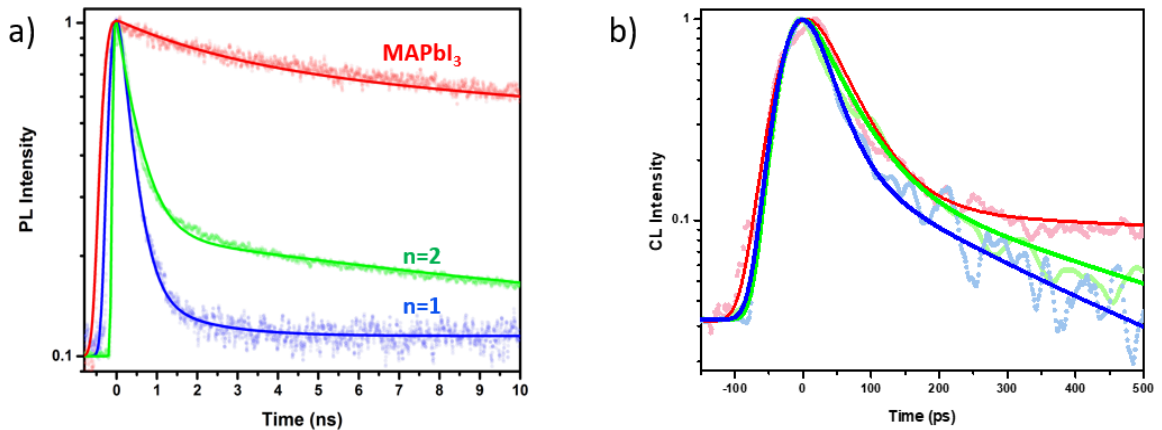 a)
PL Intensity
1
0.1
MAPbI₃
n=2
n=1
0 1 2 3 4 5 6 7 8 9 10
Time (ns)
b)
CL Intensity
1
0.1
-100 0 100 200 300 400 500
Time (ps)